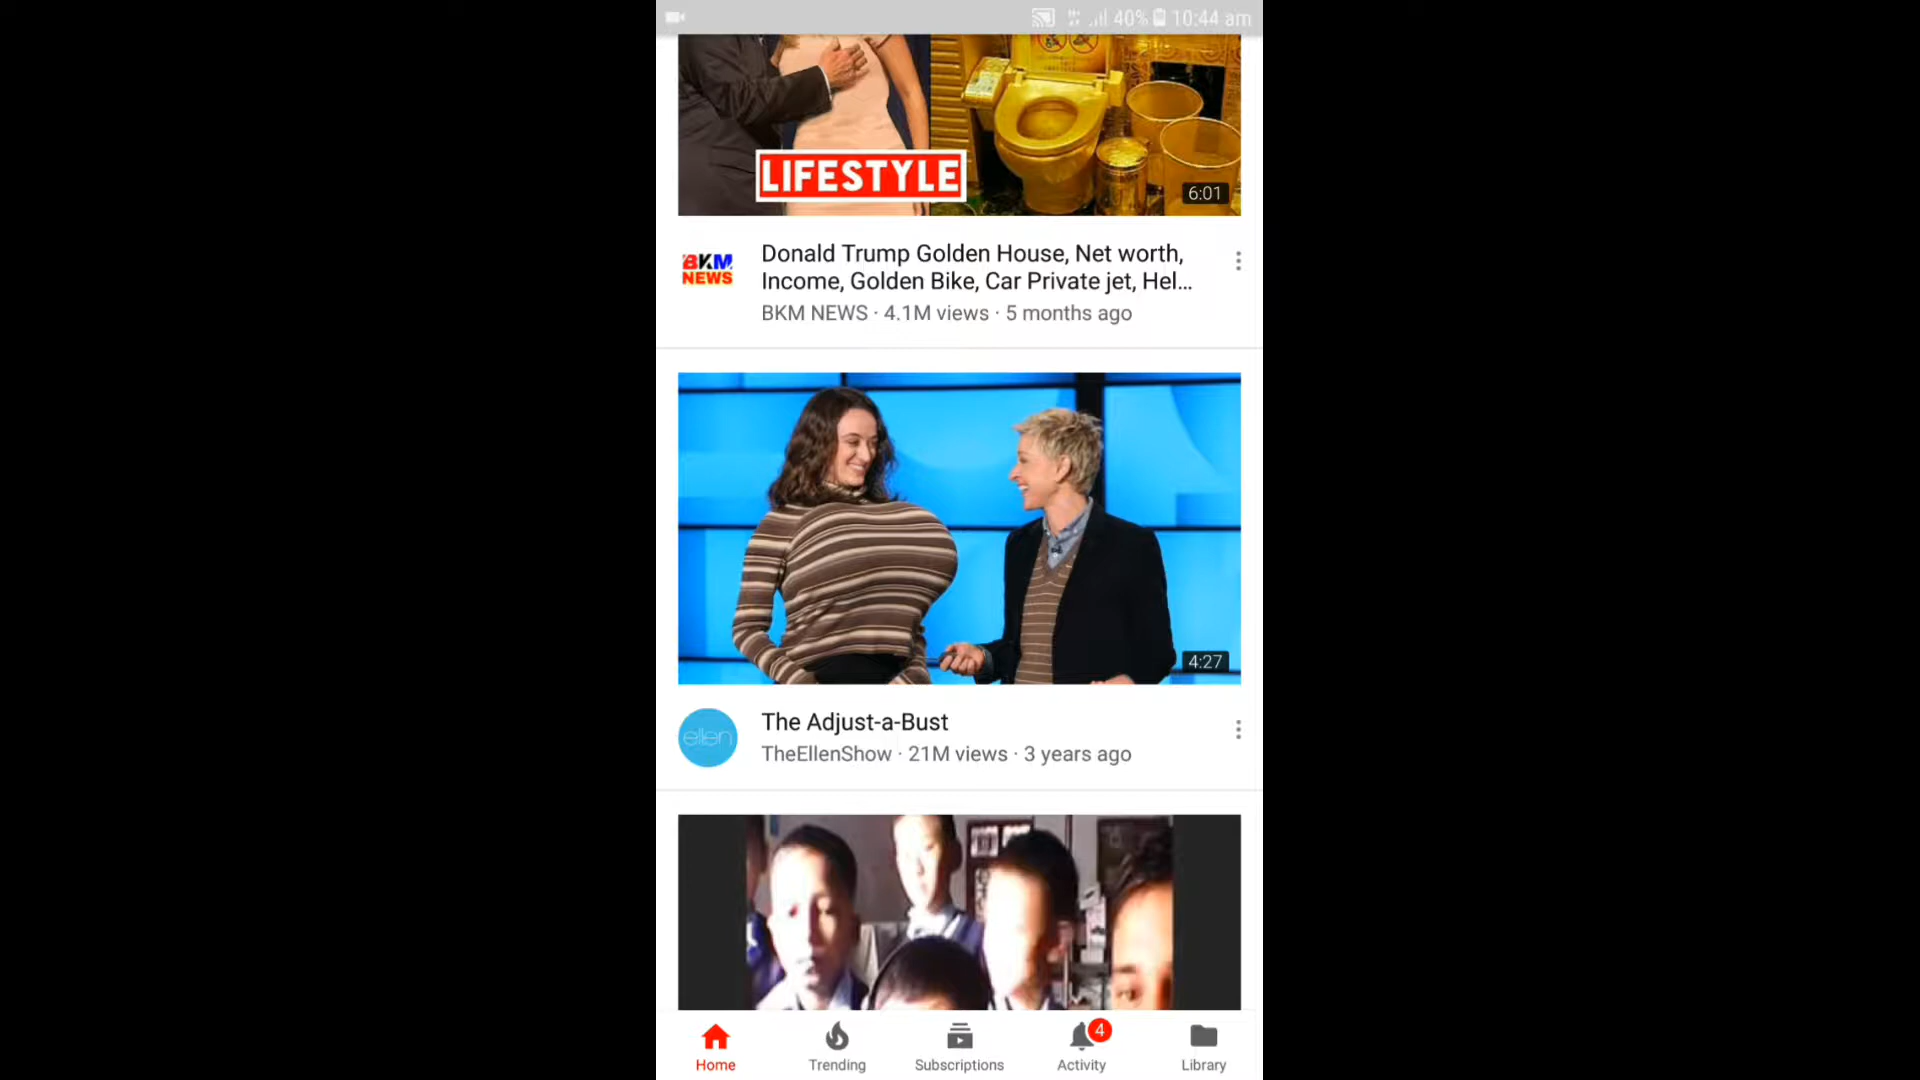 40% 10:44 am
LIFESTYLE
6:01
BKM
NEWS
Donald Trump Golden House, Net worth,
Income, Golden Bike, Car Private jet, Hel...
BKM NEWS · 4.1M views · 5 months ago
4:27
ellen
The Adjust-a-Bust
TheEllenShow · 21M views · 3 years ago
4
Home Trending Subscriptions Activity Library